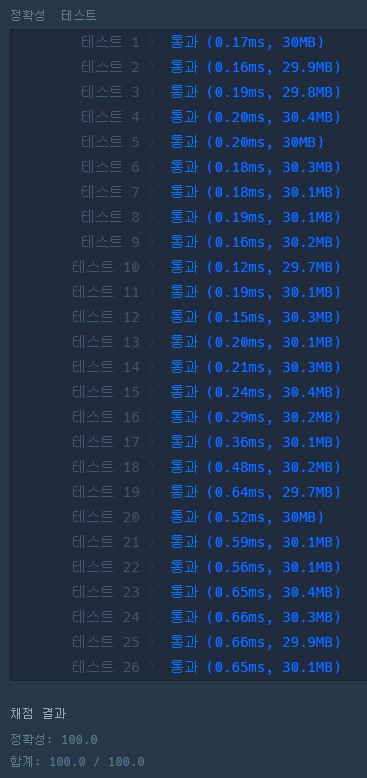 정확성 테스트
테스트 1 〉 통과 (0.17ms, 30MB)
테스트 2 〉 통과 (0.16ms, 29.9MB)
테스트 3 〉 통과 (0.19ms, 29.8MB)
테스트 4 〉 통과 (0.20ms, 30.4MB)
테스트 5 〉 통과 (0.20ms, 30MB)
테스트 6 〉 통과 (0.18ms, 30.3MB)
테스트 7 〉 통과 (0.18ms, 30.1MB)
테스트 8 〉 통과 (0.19ms, 30.1MB)
테스트 9 〉 통과 (0.16ms, 30.2MB)
테스트 10 〉 통과 (0.12ms, 29.7MB)
테스트 11 〉 통과 (0.19ms, 30.1MB)
테스트 12 〉 통과 (0.15ms, 30.3MB)
테스트 13 〉 통과 (0.20ms, 30.1MB)
테스트 14 〉 통과 (0.21ms, 30.3MB)
테스트 15 〉 통과 (0.24ms, 30.4MB)
테스트 16 〉 통과 (0.29ms, 30.2MB)
테스트 17 〉 통과 (0.36ms, 30.1MB)
테스트 18 〉 통과 (0.48ms, 30.2MB)
테스트 19 〉 통과 (0.64ms, 29.7MB)
테스트 20 〉 통과 (0.52ms, 30MB)
테스트 21 〉 통과 (0.59ms, 30.1MB)
테스트 22 〉 통과 (0.56ms, 30.1MB)
테스트 23 〉 통과 (0.65ms, 30.4MB)
테스트 24 〉 통과 (0.66ms, 30.3MB)
테스트 25 〉 통과 (0.66ms, 29.9MB)
테스트 26 〉 통과 (0.65ms, 30.1MB)
채점 결과
정확성: 100.0
합계: 100.0 / 100.0